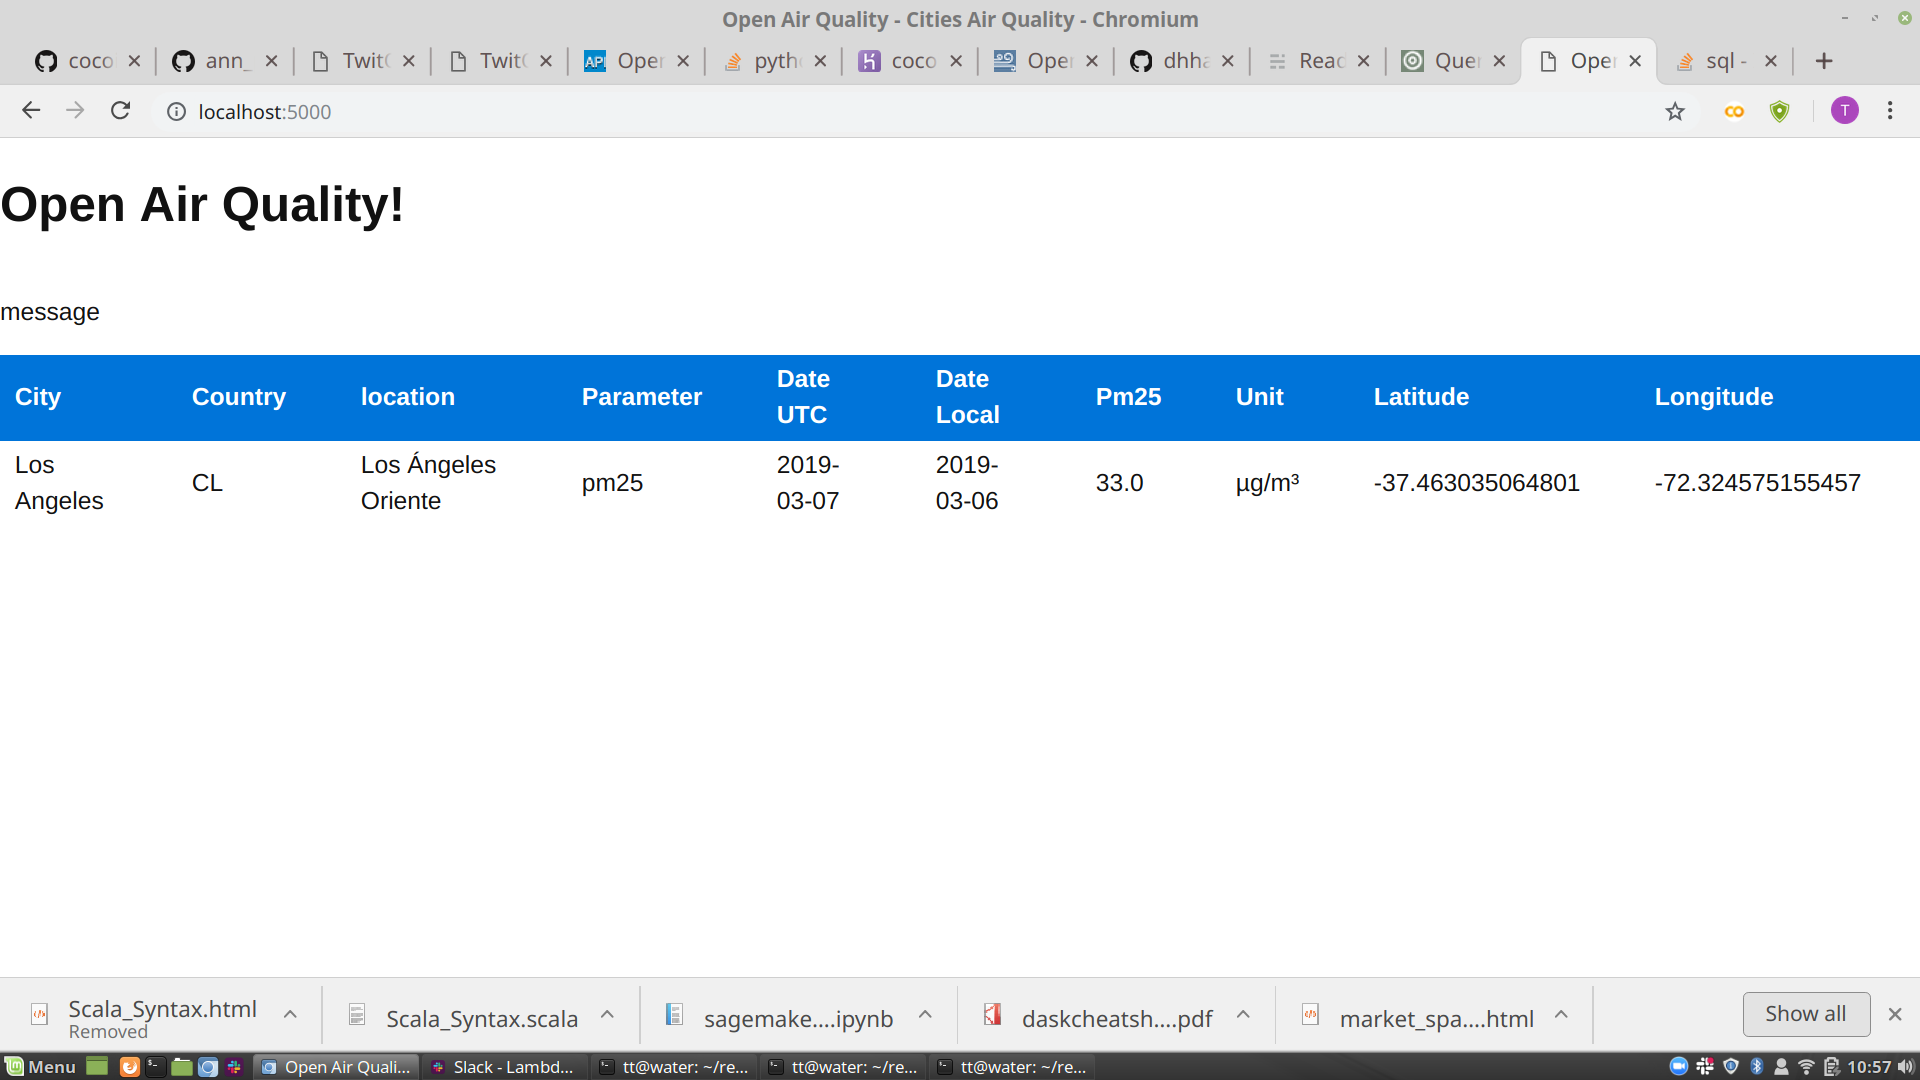 Open Air Quality - Cities Air Quality - Chromium
coco ann_ Twit Twit Open pyth coco Open dhha Read Quer Open sql -
localhost:5000
T
Open Air Quality!
message
City Country location Parameter Date UTC Date Local Pm25 Unit Latitude Longitude
Los Angeles CL Los Ángeles Oriente pm25 2019-03-07 2019-03-06 33.0 µg/m³ -37.463035064801 -72.324575155457
Scala_Syntax.html Scala_Syntax.scala sagemake....ipynb daskcheatsh....pdf market_spa....html Show all
Removed
Menu Open Air Quali... Slack - Lambd... tt@water: ~/re... tt@water: ~/re... tt@water: ~/re... 10:57